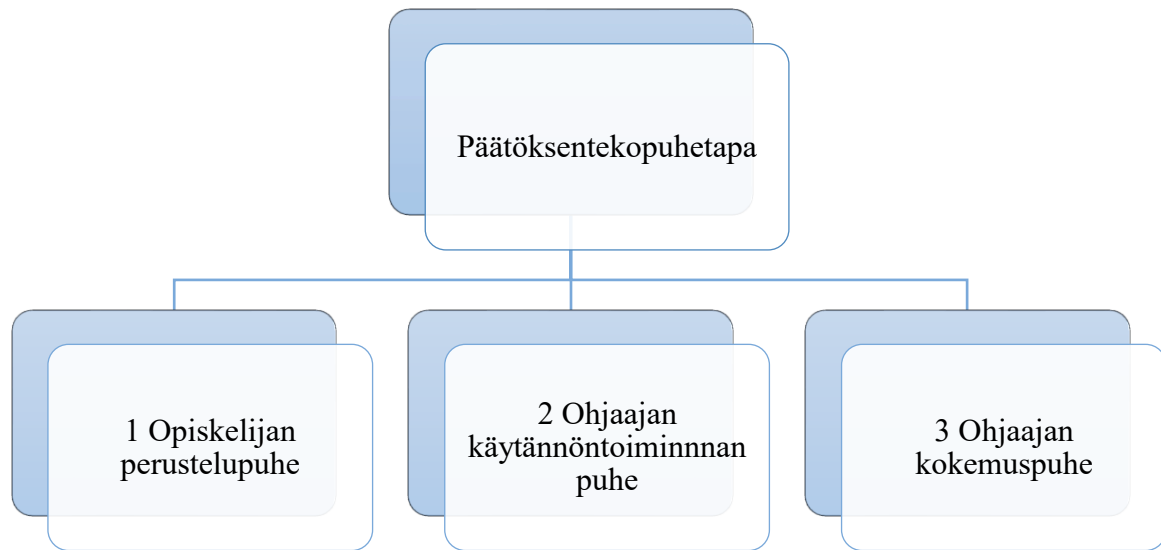 Päätöksentekopuhetapa
1 Opiskelijan
perustelupuhe
2 Ohjaajan
käytännöntoiminnnan
puhe
3 Ohjaajan
kokemuspuhe